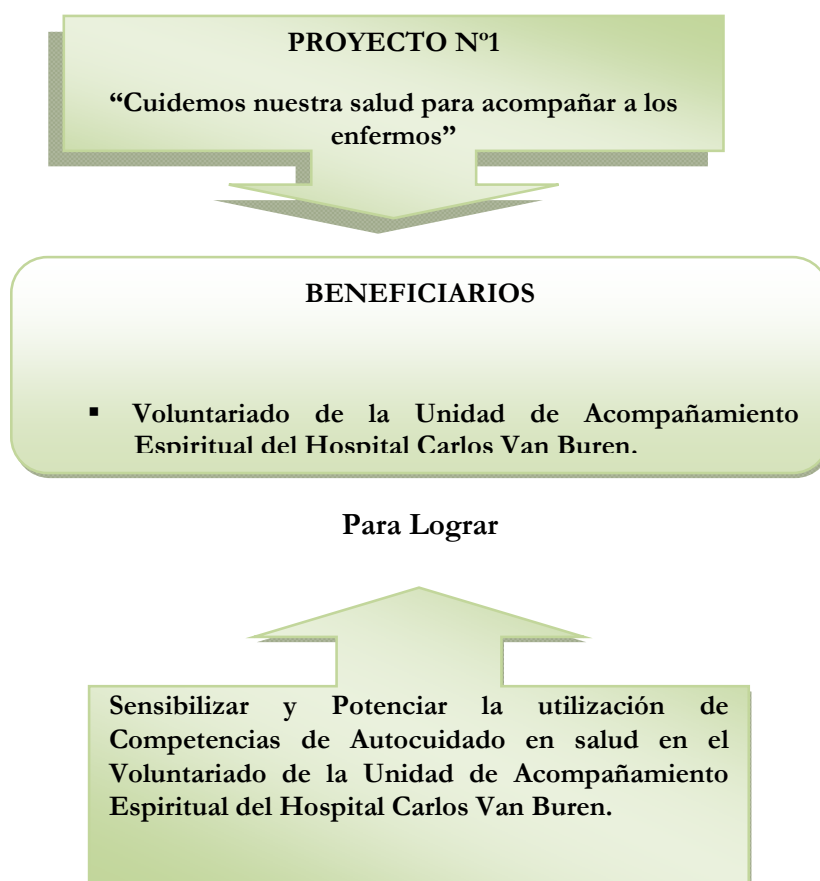 PROYECTO Nº1
“Cuidemos nuestra salud para acompañar a los
enfermos”
BENEFICIARIOS
▪ Voluntariado de la Unidad de Acompañamiento
Espiritual del Hospital Carlos Van Buren.
Para Lograr
Sensibilizar y Potenciar la utilización de
Competencias de Autocuidado en salud en el
Voluntariado de la Unidad de Acompañamiento
Espiritual del Hospital Carlos Van Buren.